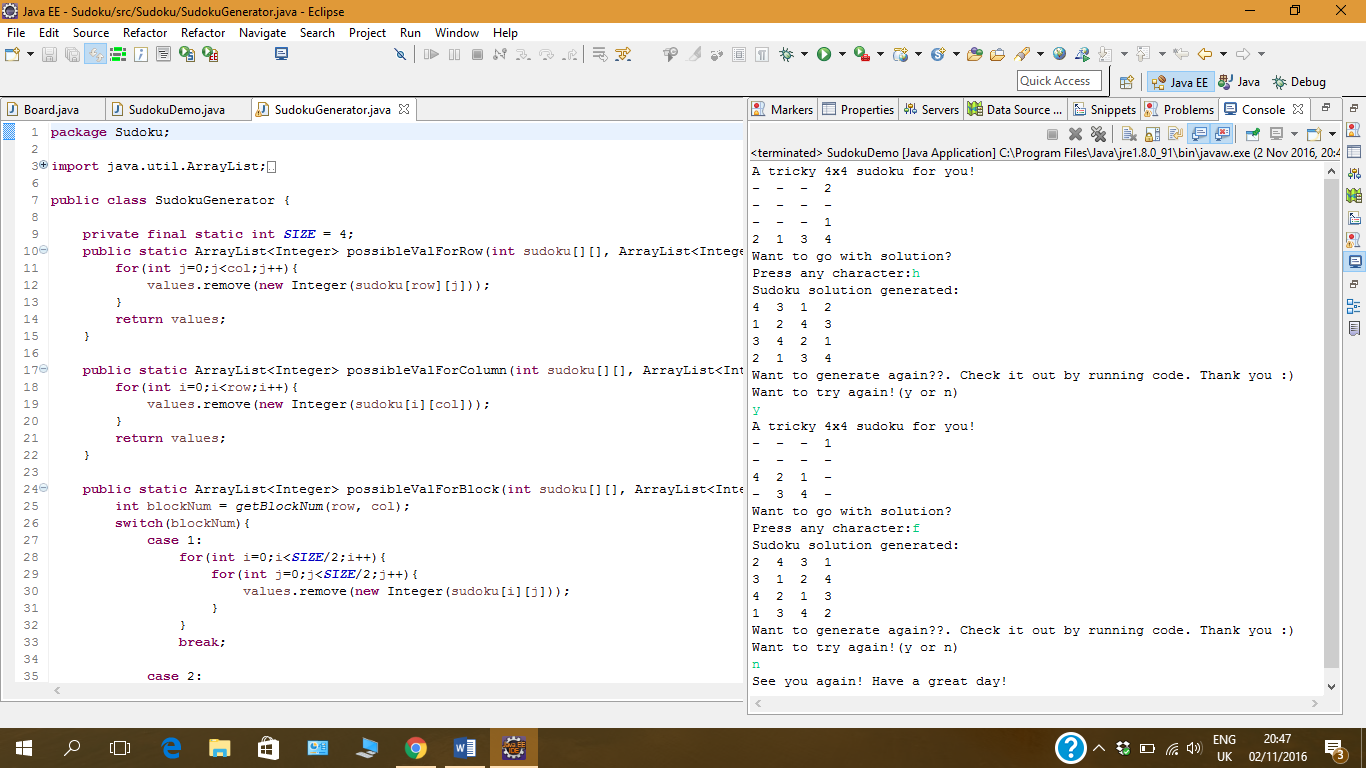 Java EE - Sudoku/src/Sudoku/SudokuGenerator.java - Eclipse
File Edit Source Refactor Refactor Navigate Search Project Run Window Help
Quick Access
Java EE Java Debug
Board.java SudokuDemo.java SudokuGenerator.java
1 package Sudoku;
2
3 import java.util.ArrayList;
6
7 public class SudokuGenerator {
8
9 private final static int SIZE = 4;
10 public static ArrayList<Integer> possibleValForRow(int sudoku[][], ArrayList<Intege
11 for(int j=0;j<col;j++){
12 values.remove(new Integer(sudoku[row][j]));
13 }
14 return values;
15 }
16
17 public static ArrayList<Integer> possibleValForColumn(int sudoku[][], ArrayList<Int
18 for(int i=0;i<row;i++){
19 values.remove(new Integer(sudoku[i][col]));
20 }
21 return values;
22 }
23
24 public static ArrayList<Integer> possibleValForBlock(int sudoku[][], ArrayList<Inte
25 int blockNum = getBlockNum(row, col);
26 switch(blockNum){
27 case 1:
28 for(int i=0;i<SIZE/2;i++){
29 for(int j=0;j<SIZE/2;j++){
30 values.remove(new Integer(sudoku[i][j]));
31 }
32 }
33 break;
34
35 case 2:
Markers Properties Servers Data Source ... Snippets Problems Console
<terminated> SudokuDemo [Java Application] C:\Program Files\Java\jre1.8.0_91\bin\javaw.exe (2 Nov 2016, 20:4
A tricky 4x4 sudoku for you!
- - - 2
- - - -
- - - 1
2 1 3 4
Want to go with solution?
Press any character:h
Sudoku solution generated:
4 3 1 2
1 2 4 3
3 4 2 1
2 1 3 4
Want to generate again??. Check it out by running code. Thank you :)
Want to try again!(y or n)
y
A tricky 4x4 sudoku for you!
- - - 1
- - - -
4 2 1 -
- 3 4 -
Want to go with solution?
Press any character:f
Sudoku solution generated:
2 4 3 1
3 1 2 4
4 2 1 3
1 3 4 2
Want to generate again??. Check it out by running code. Thank you :)
Want to try again!(y or n)
n
See you again! Have a great day!
ENG
UK
20:47
02/11/2016
3